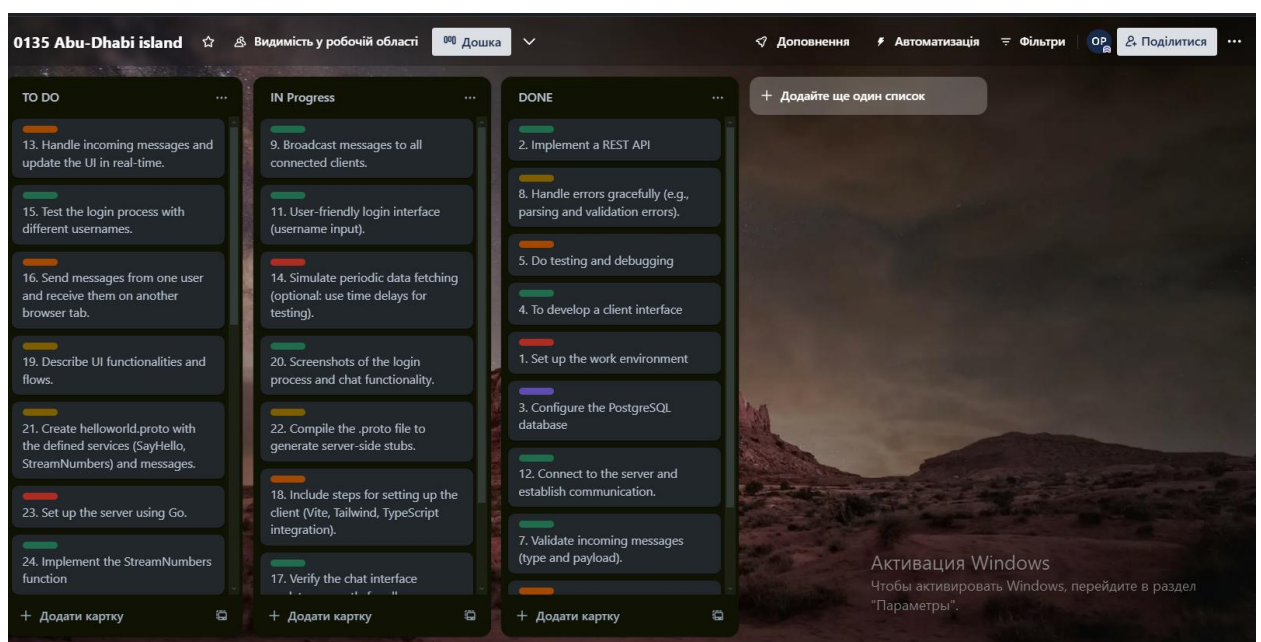 0135 Abu-Dhabi island
Видимість у робочій області
Дошка
Доповнення
Автоматизація
Фільтри
OP
Поділитися
TO DO
13. Handle incoming messages and
update the UI in real-time.
15. Test the login process with
different usernames.
16. Send messages from one user
and receive them on another
browser tab.
19. Describe UI functionalities and
flows.
21. Create helloworld.proto with
the defined services (SayHello,
StreamNumbers) and messages.
23. Set up the server using Go.
24. Implement the StreamNumbers
function
+ Додати картку
IN Progress
9. Broadcast messages to all
connected clients.
11. User-friendly login interface
(username input).
14. Simulate periodic data fetching
(optional: use time delays for
testing).
20. Screenshots of the login
process and chat functionality.
22. Compile the .proto file to
generate server-side stubs.
18. Include steps for setting up the
client (Vite, Tailwind, TypeScript
integration).
17. Verify the chat interface
+ Додати картку
DONE
2. Implement a REST API
8. Handle errors gracefully (e.g.,
parsing and validation errors).
5. Do testing and debugging
4. To develop a client interface
1. Set up the work environment
3. Configure the PostgreSQL
database
12. Connect to the server and
establish communication.
7. Validate incoming messages
(type and payload).
+ Додати картку
+ Додайте ще один список
Активация Windows
Чтобы активировать Windows, перейдите в раздел
"Параметры".